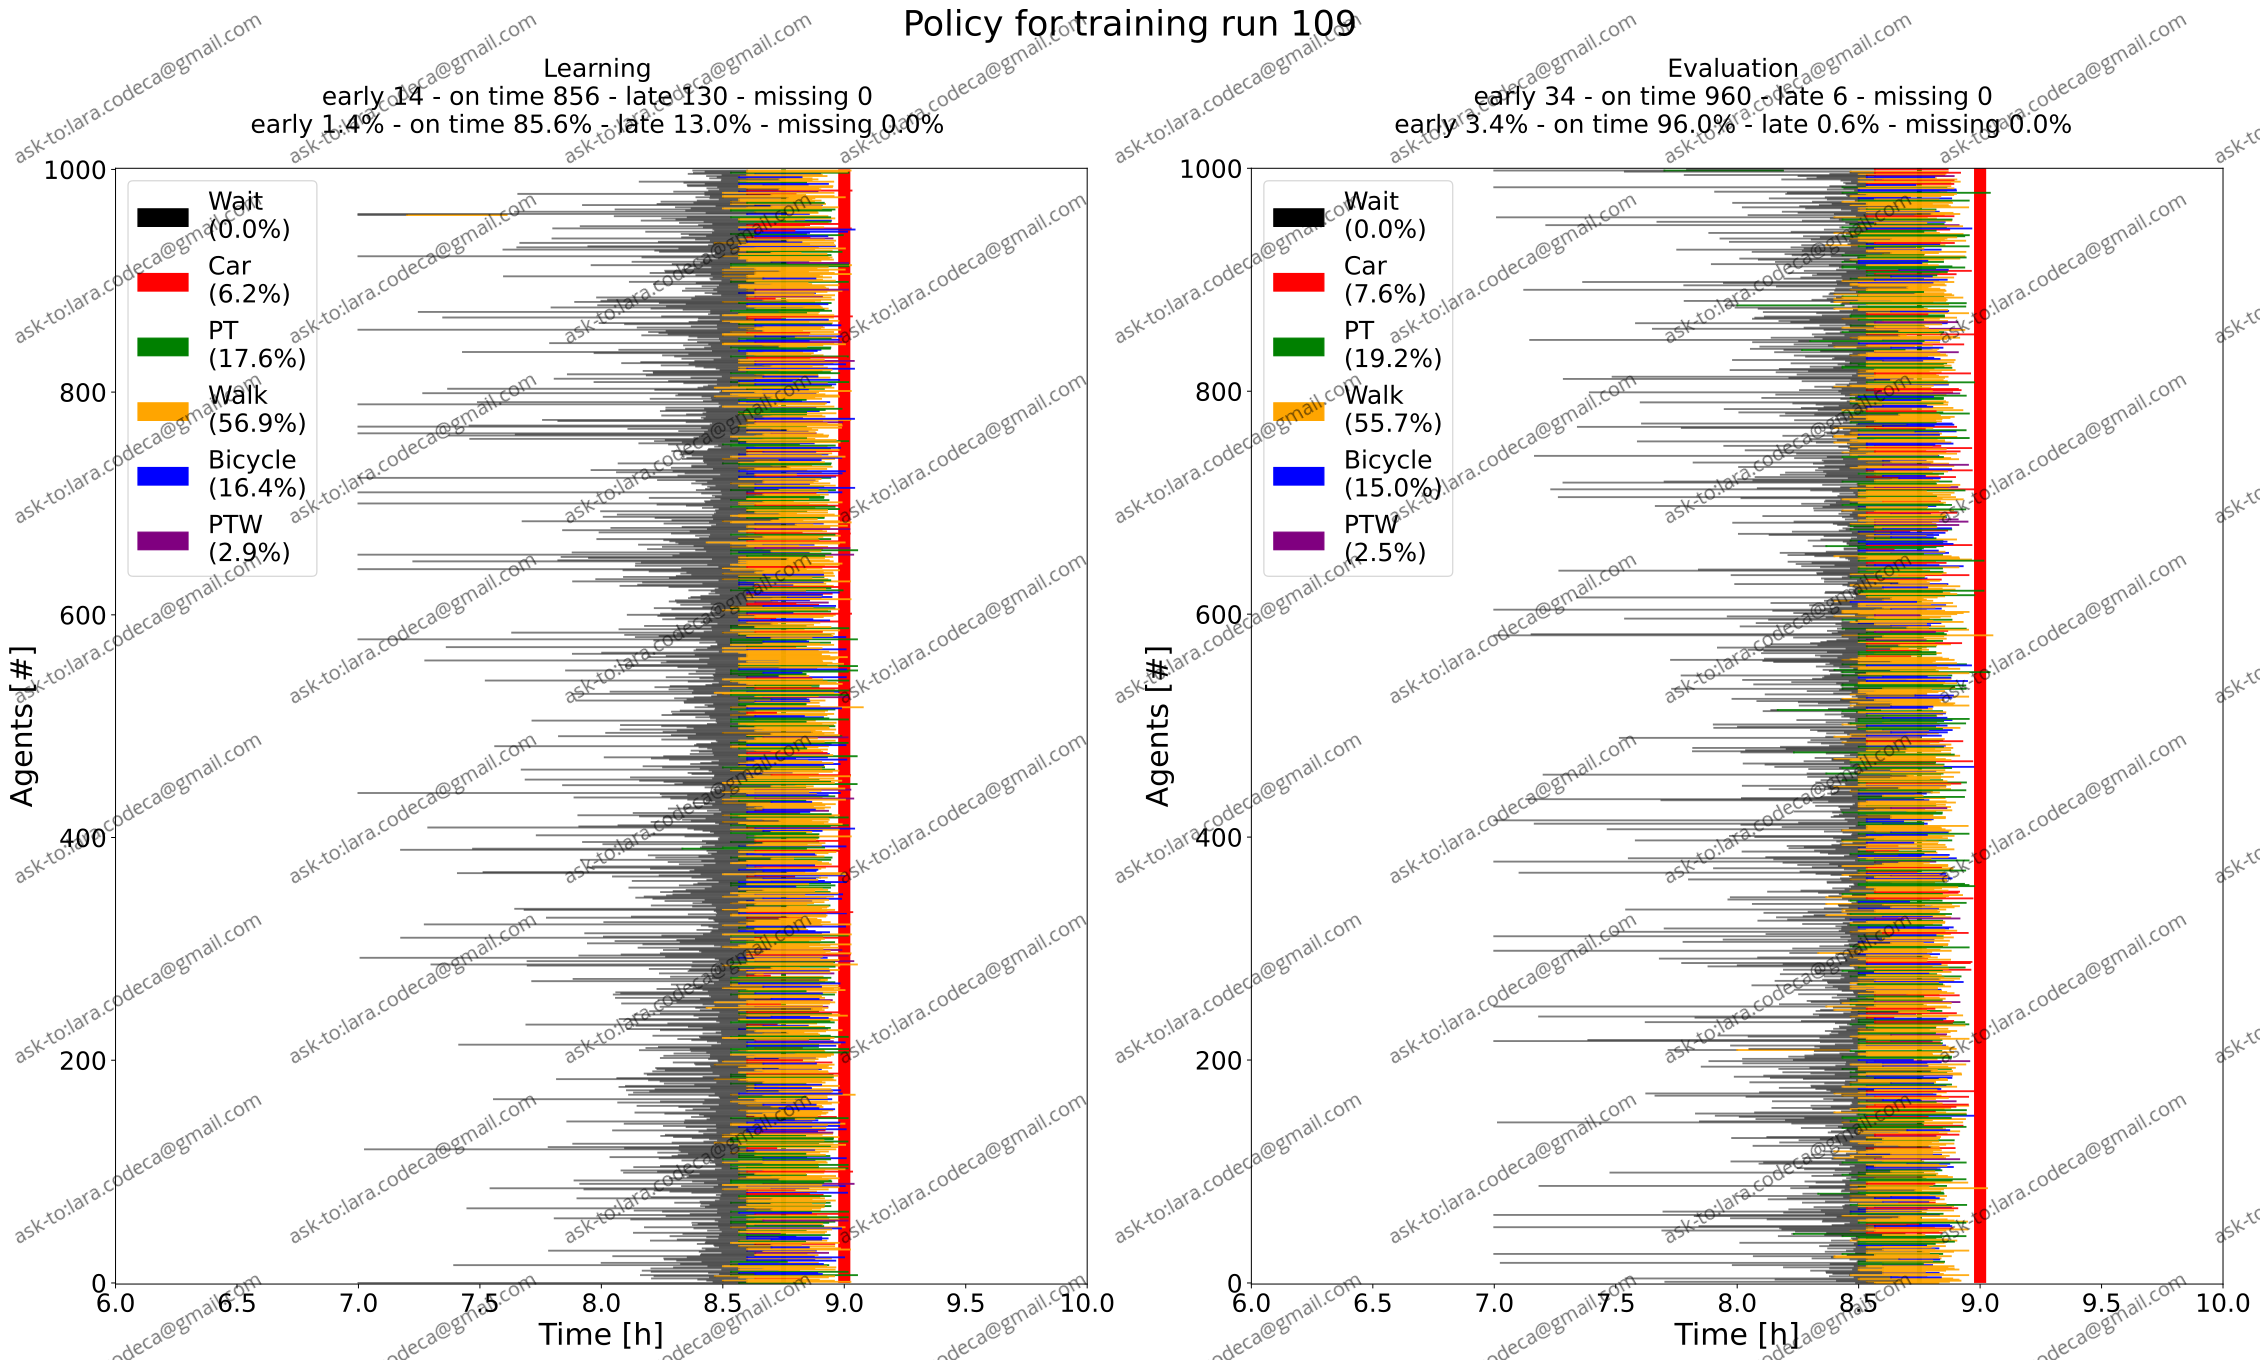 Policy for training run 109
Learning
early 14 - on time 856 - late 130 - missing 0
early 1.4% - on time 85.6% - late 13.0% - missing 0.0%
Evaluation
early 34 - on time 960 - late 6 - missing 0
early 3.4% - on time 96.0% - late 0.6% - missing 0.0%
Agents [#]
1000
800
600
400
200
0
Wait
(0.0%)
Car
(6.2%)
PT
(17.6%)
Walk
(56.9%)
Bicycle
(16.4%)
PTW
(2.9%)
6.0 6.5 7.0 7.5 8.0 8.5 9.0 9.5 10.0
Time [h]
Agents [#]
1000
800
600
400
200
0
Wait
(0.0%)
Car
(7.6%)
PT
(19.2%)
Walk
(55.7%)
Bicycle
(15.0%)
PTW
(2.5%)
6.0 6.5 7.0 7.5 8.0 8.5 9.0 9.5 10.0
Time [h]
ask-to:lara.codeca@gmail.com